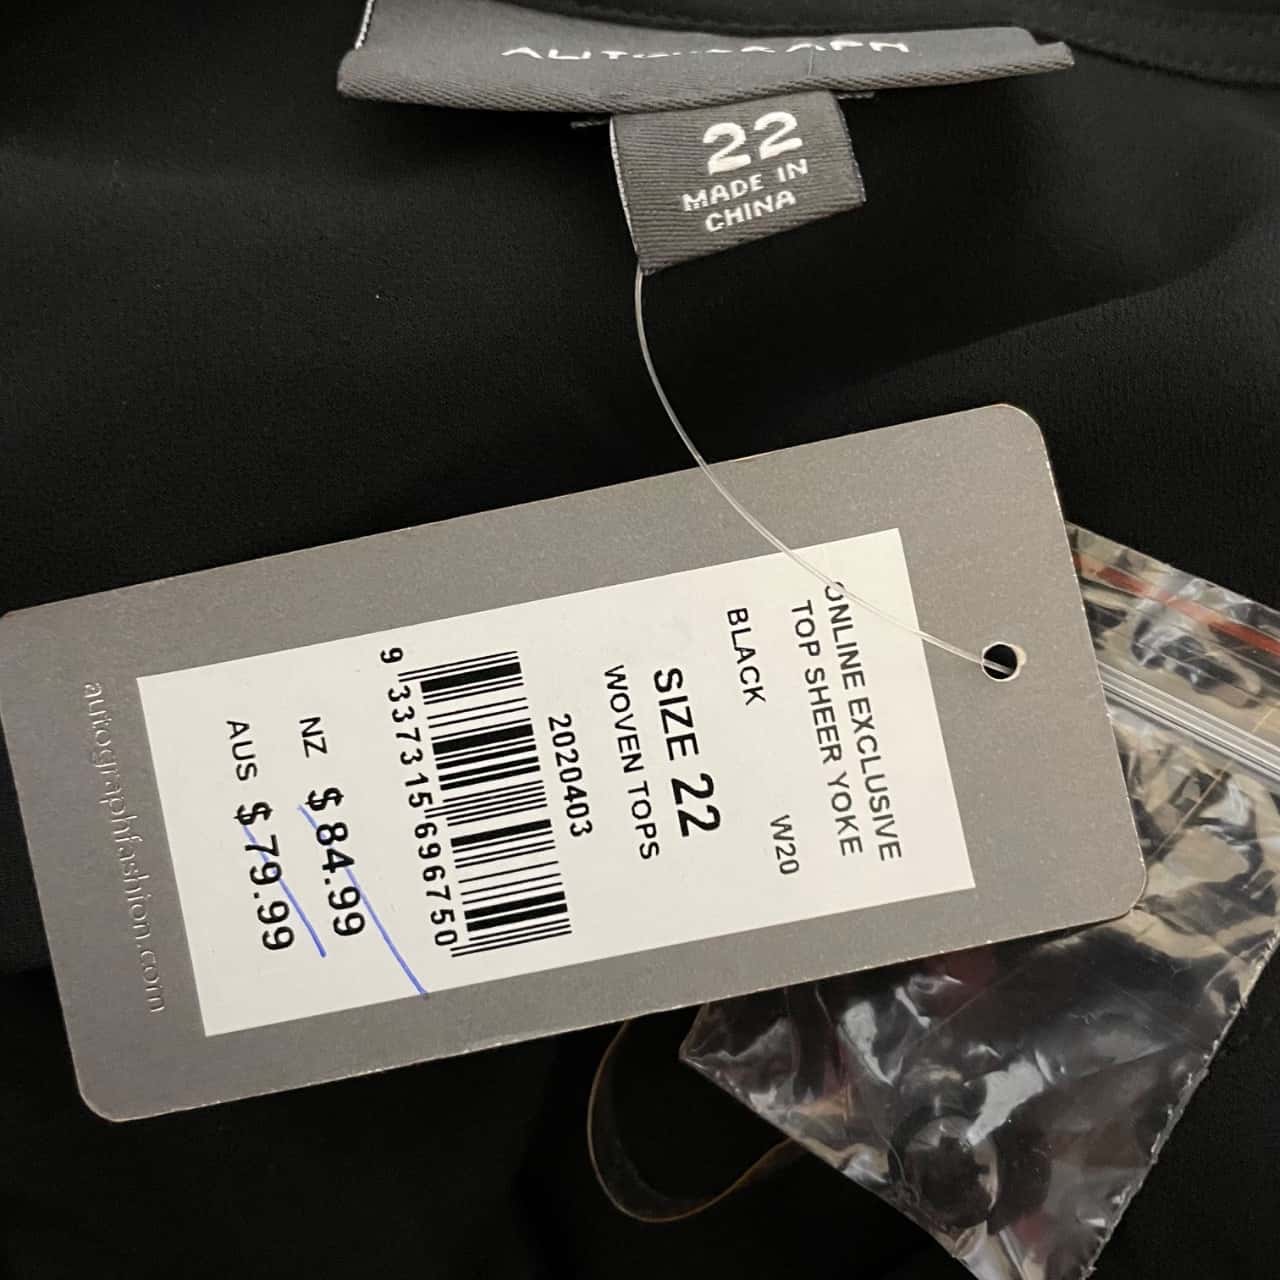 AUTOGRAPH
22
MADE IN
CHINA
ONLINE EXCLUSIVE
TOP SHEER YOKE
W20
BLACK
SIZE 22
WOVEN TOPS
2020403
9 337315 696750
NZ $ 84.99
AUS $ 79.99
autographfashion.com